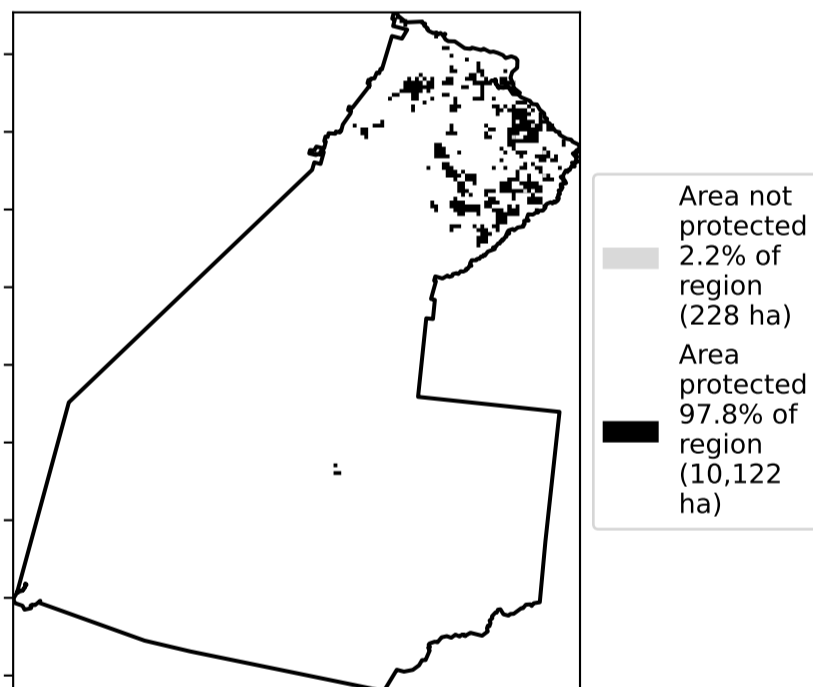 Area not
protected
2.2% of
region
(228 ha)
Area
protected
97.8% of
region
(10,122
ha)